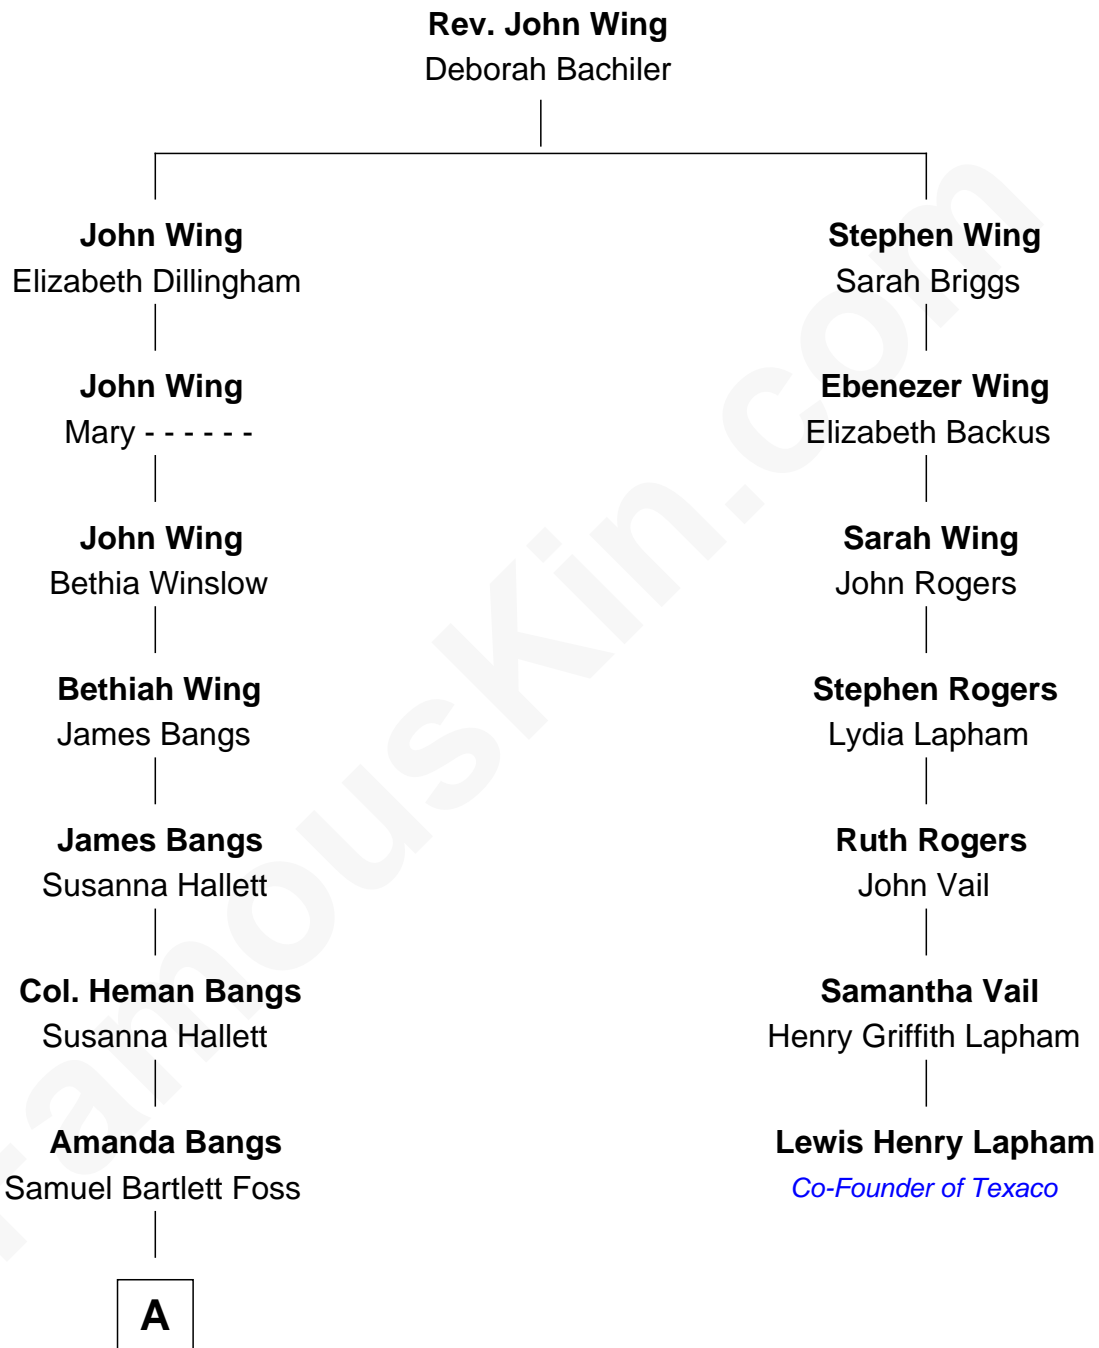 Rev. John Wing
Deborah Bachiler
John Wing
Elizabeth Dillingham
John Wing
Mary - - - - - -
John Wing
Bethia Winslow
Bethiah Wing
James Bangs
James Bangs
Susanna Hallett
Col. Heman Bangs
Susanna Hallett
Amanda Bangs
Samuel Bartlett Foss
A
Stephen Wing
Sarah Briggs
Ebenezer Wing
Elizabeth Backus
Sarah Wing
John Rogers
Stephen Rogers
Lydia Lapham
Ruth Rogers
John Vail
Samantha Vail
Henry Griffith Lapham
Lewis Henry Lapham
Co-Founder of Texaco
FamousKin.com